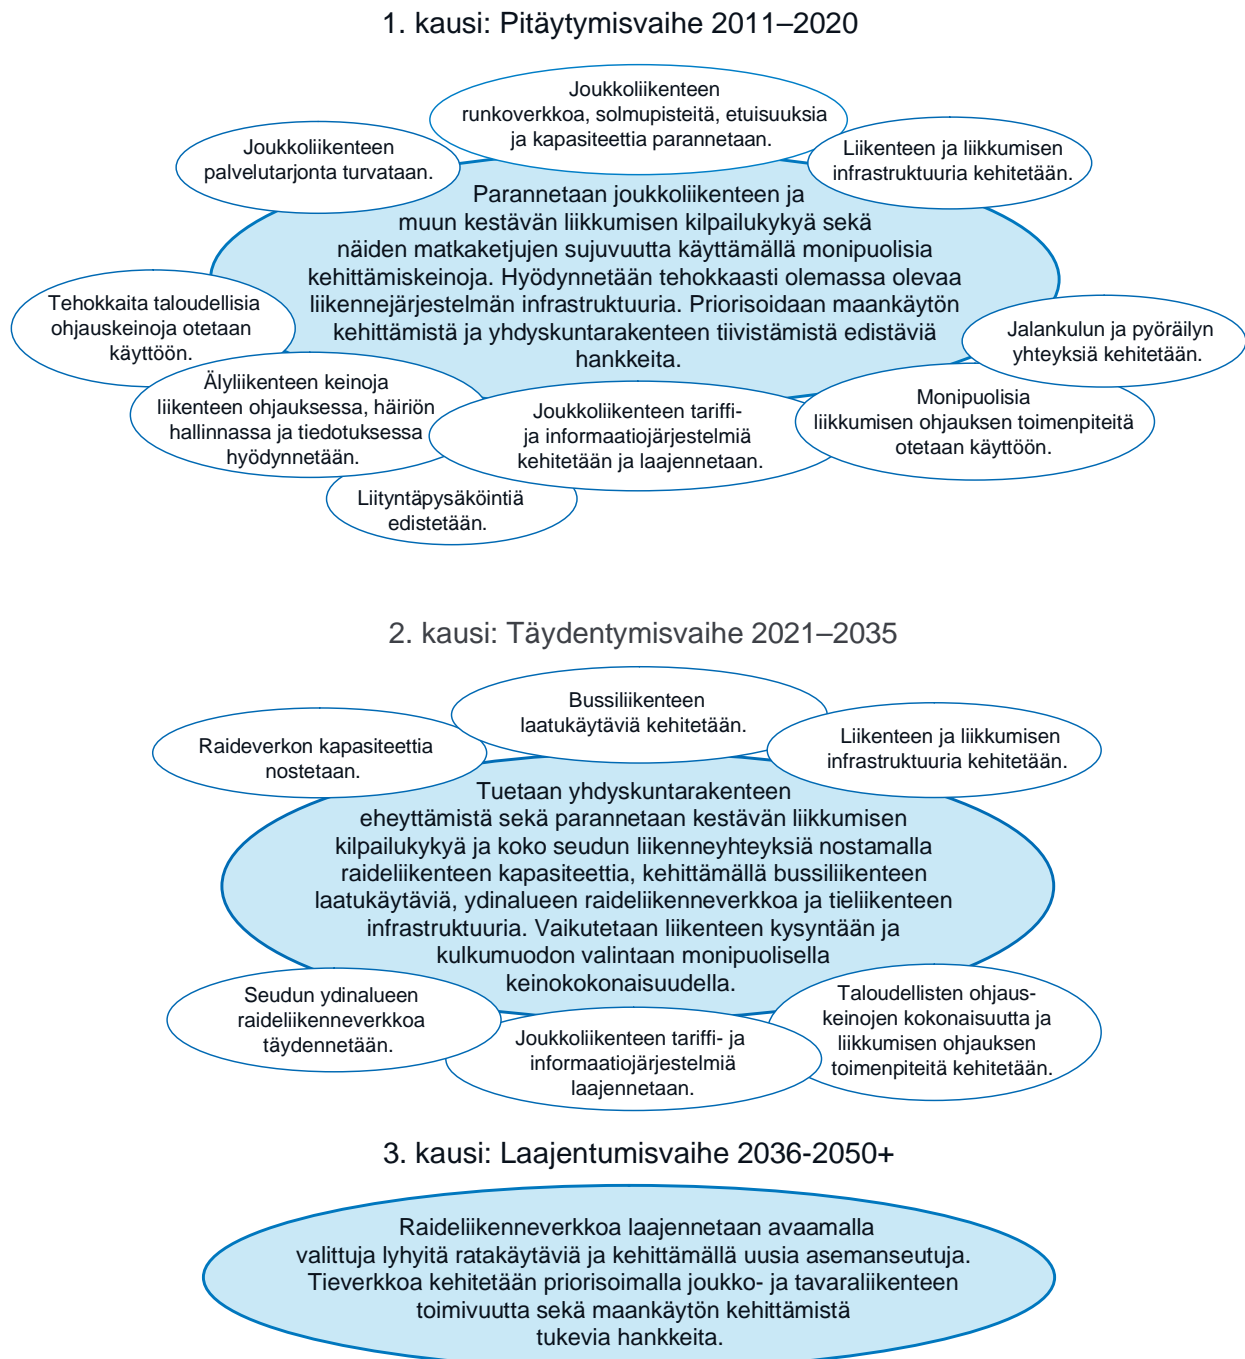 1. kausi: Pitäytymisvaihe 2011–2020
Joukkoliikenteen
runkoverkkoa, solmupisteitä, etuisuuksia
ja kapasiteettia parannetaan.
Joukkoliikenteen
palvelutarjonta turvataan.
Liikenteen ja liikkumisen
infrastruktuuria kehitetään.
Parannetaan joukkoliikenteen ja
muun kestävän liikkumisen kilpailukykyä sekä
näiden matkaketjujen sujuvuutta käyttämällä monipuolisia
kehittämiskeinoja. Hyödynnetään tehokkaasti olemassa olevaa
liikennejärjestelmän infrastruktuuria. Priorisoidaan maankäytön
kehittämistä ja yhdyskuntarakenteen tiivistämistä edistäviä
hankkeita.
Tehokkaita taloudellisia
ohjauskeinoja otetaan
käyttöön.
Jalankulun ja pyöräilyn
yhteyksiä kehitetään.
Älyliikenteen keinoja
liikenteen ohjauksessa, häiriön
hallinnassa ja tiedotuksessa
hyödynnetään.
Joukkoliikenteen tariffi-
ja informaatiojärjestelmiä
kehitetään ja laajennetaan.
Monipuolisia
liikkumisen ohjauksen toimenpiteitä
otetaan käyttöön.
Liityntäpysäköintiä
edistetään.
2. kausi: Täydentymisvaihe 2021–2035
Bussiliikenteen
laatukäytäviä kehitetään.
Raideverkon kapasiteettia
nostetaan.
Liikenteen ja liikkumisen
infrastruktuuria kehitetään.
Tuetaan yhdyskuntarakenteen
eheyttämistä sekä parannetaan kestävän liikkumisen
kilpailukykyä ja koko seudun liikenneyhteyksiä nostamalla
raideliikenteen kapasiteettia, kehittämällä bussiliikenteen
laatukäytäviä, ydinalueen raideliikenneverkkoa ja tieliikenteen
infrastruktuuria. Vaikutetaan liikenteen kysyntään ja
kulkumuodon valintaan monipuolisella
keinokokonaisuudella.
Seudun ydinalueen
raideliikenneverkkoa
täydennetään.
Joukkoliikenteen tariffi- ja
informaatiojärjestelmiä
laajennetaan.
Taloudellisten ohjaus-
keinojen kokonaisuutta ja
liikkumisen ohjauksen
toimenpiteitä kehitetään.
3. kausi: Laajentumisvaihe 2036-2050+
Raideliikenneverkkoa laajennetaan avaamalla
valittuja lyhyitä ratakäytäviä ja kehittämällä uusia asemanseutuja.
Tieverkkoa kehitetään priorisoimalla joukko- ja tavaraliikenteen
toimivuutta sekä maankäytön kehittämistä
tukevia hankkeita.